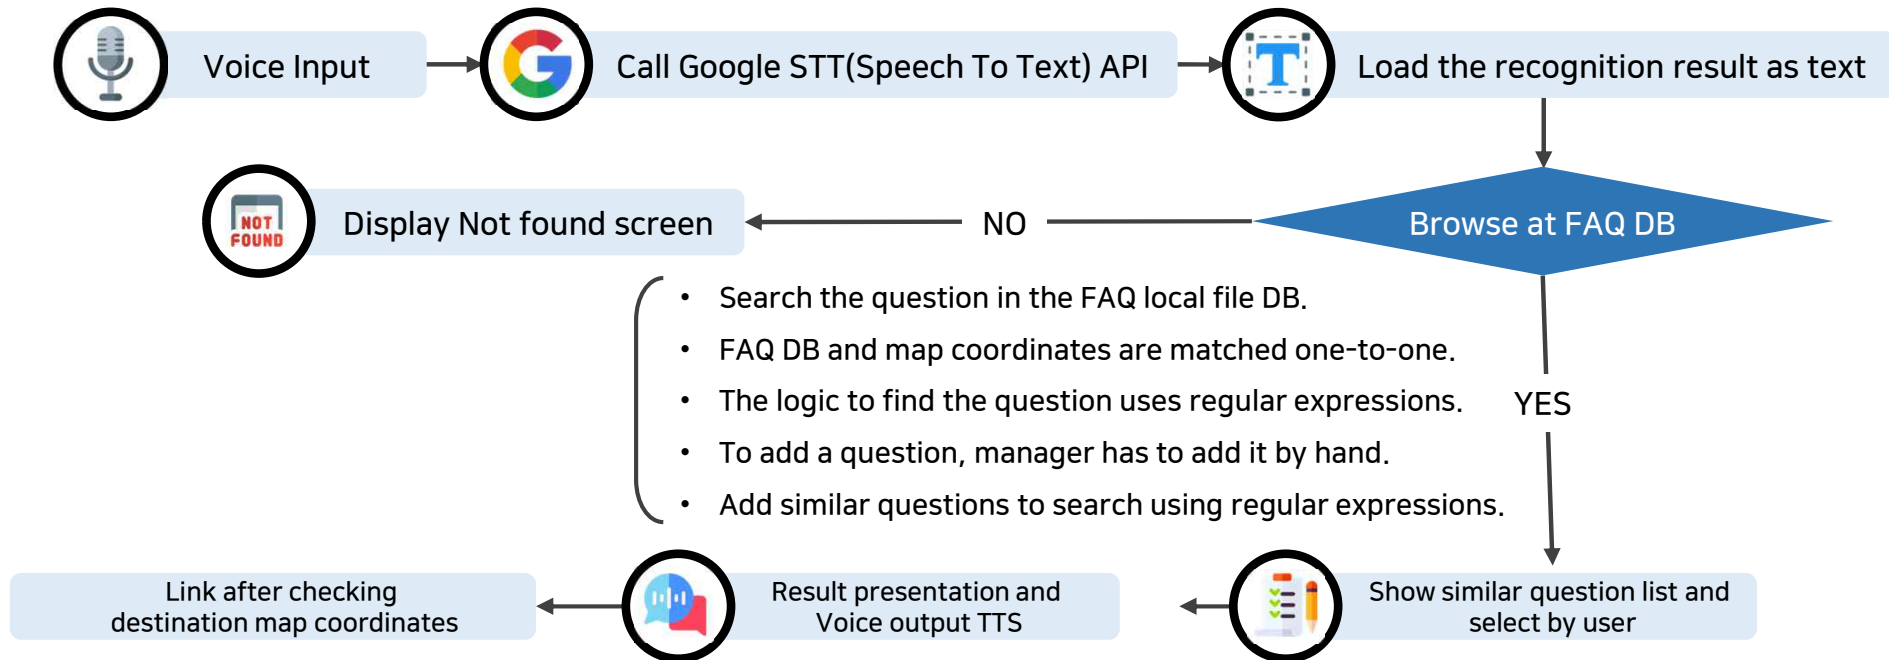 Voice Input
Call Google STT(Speech To Text) API
T
Load the recognition result as text
NOT
FOUND
Display Not found screen
NO
Browse at FAQ DB
• Search the question in the FAQ local file DB.
• FAQ DB and map coordinates are matched one-to-one.
• The logic to find the question uses regular expressions.
YES
• To add a question, manager has to add it by hand.
• Add similar questions to search using regular expressions.
Link after checking
destination map coordinates
Result presentation and
Voice output TTS
Show similar question list and
select by user